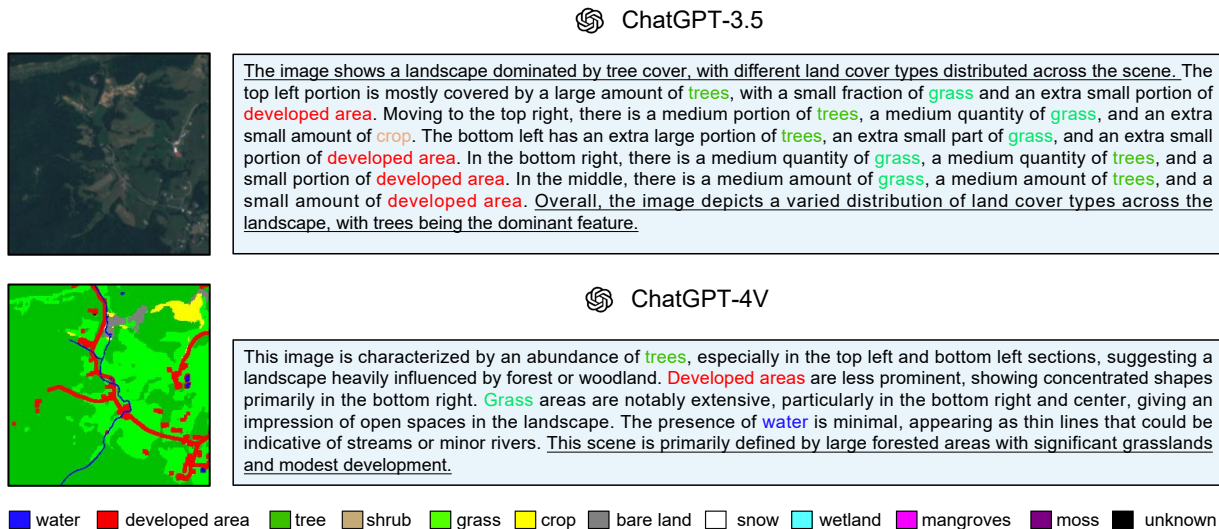 ChatGPT-3.5
The image shows a landscape dominated by tree cover, with different land cover types distributed across the scene. The
top left portion is mostly covered by a large amount of trees, with a small fraction of grass and an extra small portion of
developed area. Moving to the top right, there is a medium portion of trees, a medium quantity of grass, and an extra
small amount of crop. The bottom left has an extra large portion of trees, an extra small part of grass, and an extra small
portion of developed area. In the bottom right, there is a medium quantity of grass, a medium quantity of trees, and a
small portion of developed area. In the middle, there is a medium amount of grass, a medium amount of trees, and a
small amount of developed area. Overall, the image depicts a varied distribution of land cover types across the
landscape, with trees being the dominant feature.
ChatGPT-4V
This image is characterized by an abundance of trees, especially in the top left and bottom left sections, suggesting a
landscape heavily influenced by forest or woodland. Developed areas are less prominent, showing concentrated shapes
primarily in the bottom right. Grass areas are notably extensive, particularly in the bottom right and center, giving an
impression of open spaces in the landscape. The presence of water is minimal, appearing as thin lines that could be
indicative of streams or minor rivers. This scene is primarily defined by large forested areas with significant grasslands
and modest development.
water developed area tree shrub grass crop bare land snow wetland mangroves moss unknown